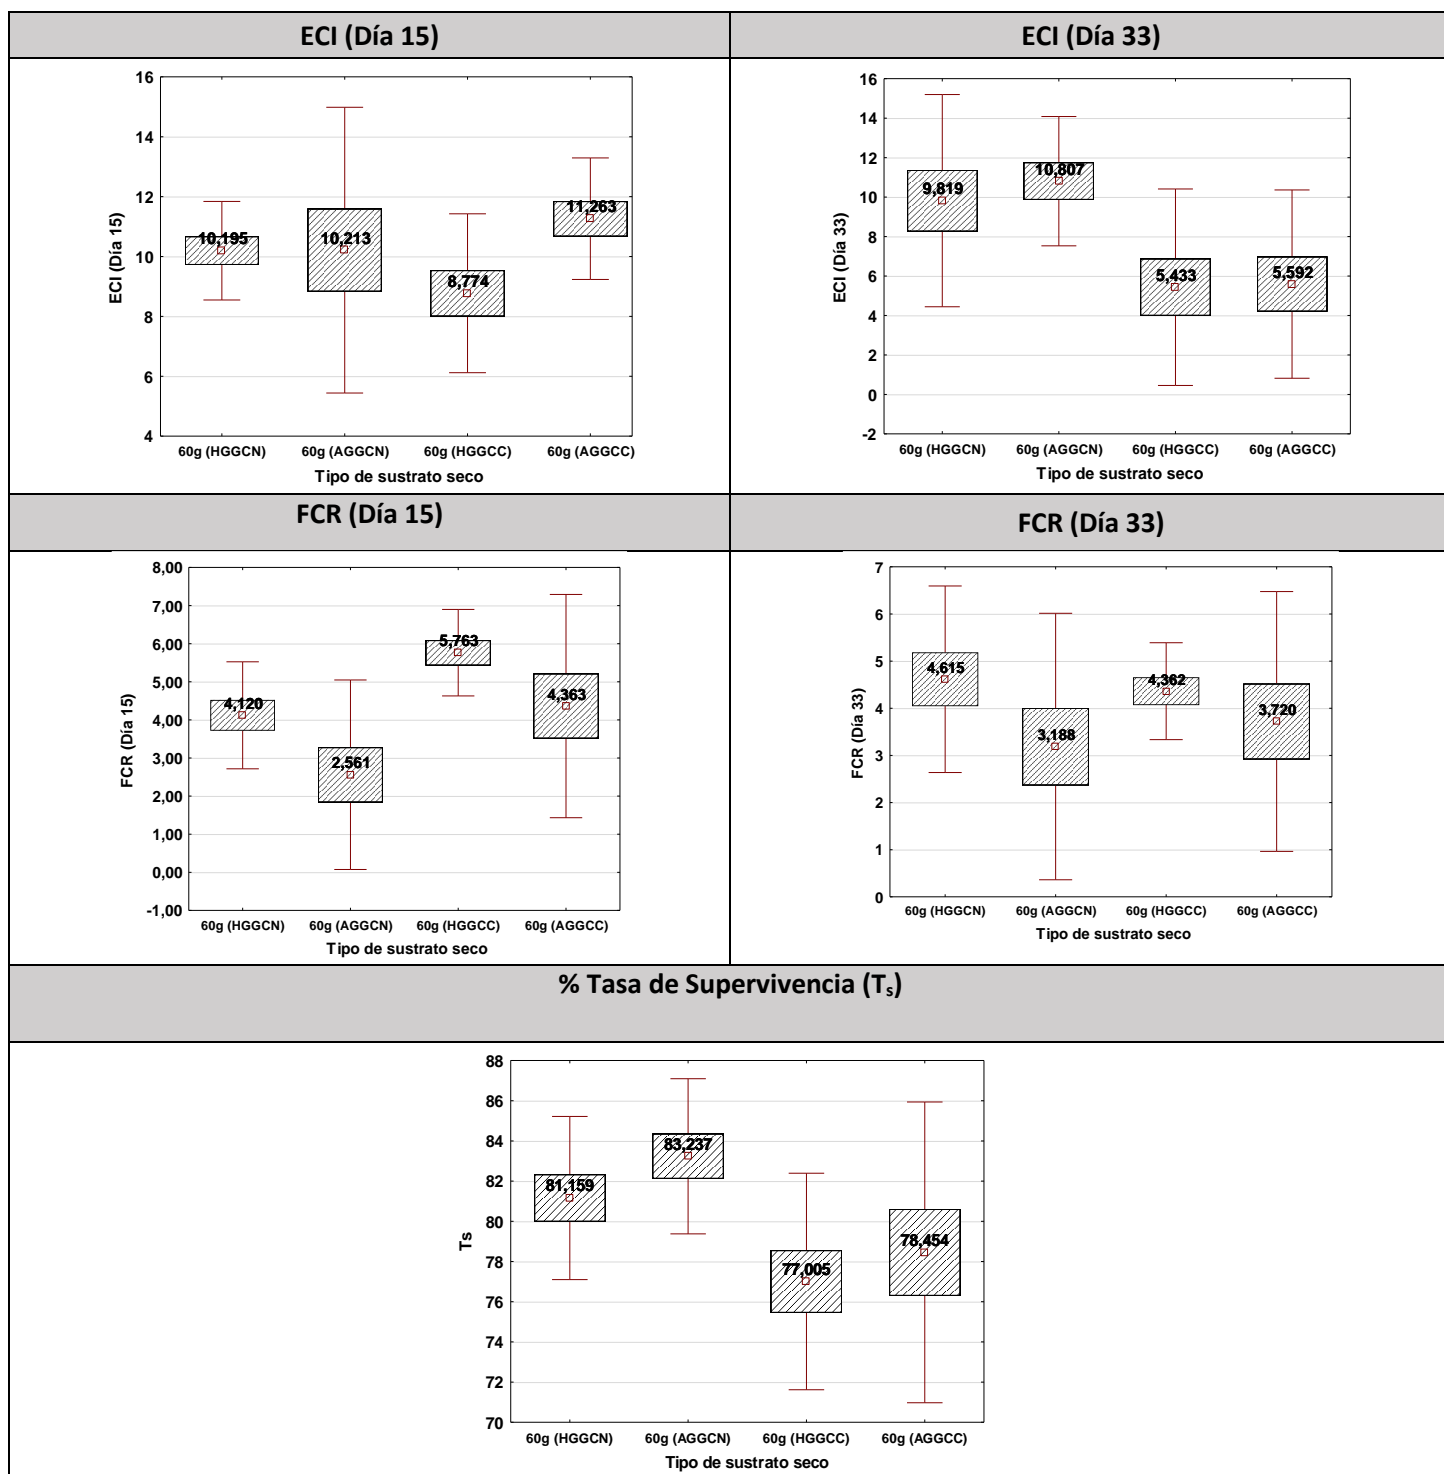 ECI (Día 15)
ECI (Día 33)
16
14
12
10
8
6
4
ECI (Día 15)
10,195
10,213
8,774
11,263
60g (HGGCN)
60g (AGGCN)
60g (HGGCC)
60g (AGGCC)
Tipo de sustrato seco
16
14
12
10
8
6
4
2
0
-2
ECI (Día 33)
9,819
10,807
5,433
5,592
60g (HGGCN)
60g (AGGCN)
60g (HGGCC)
60g (AGGCC)
Tipo de sustrato seco
FCR (Día 15)
FCR (Día 33)
8,00
7,00
6,00
5,00
4,00
3,00
2,00
1,00
0,00
-1,00
FCR (Día 15)
4,120
2,561
5,763
4,363
60g (HGGCN)
60g (AGGCN)
60g (HGGCC)
60g (AGGCC)
Tipo de sustrato seco
7
6
5
4
3
2
1
0
FCR (Día 33)
4,615
3,188
4,362
3,720
60g (HGGCN)
60g (AGGCN)
60g (HGGCC)
60g (AGGCC)
Tipo de sustrato seco
% Tasa de Supervivencia (Ts)
88
86
84
82
80
78
76
74
72
70
Ts
81,159
83,237
77,005
78,454
60g (HGGCN)
60g (AGGCN)
60g (HGGCC)
60g (AGGCC)
Tipo de sustrato seco